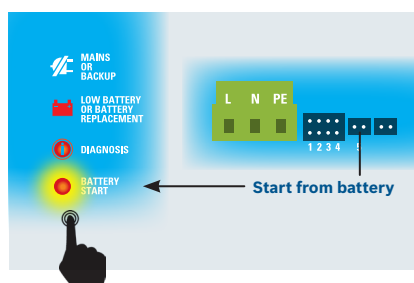 MAINS
OR
BACKUP
LOW BATTERY
OR BATTERY
REPLACEMENT
DIAGNOSIS
BATTERY
START
L N PE
1 2 3 4 5
Start from battery